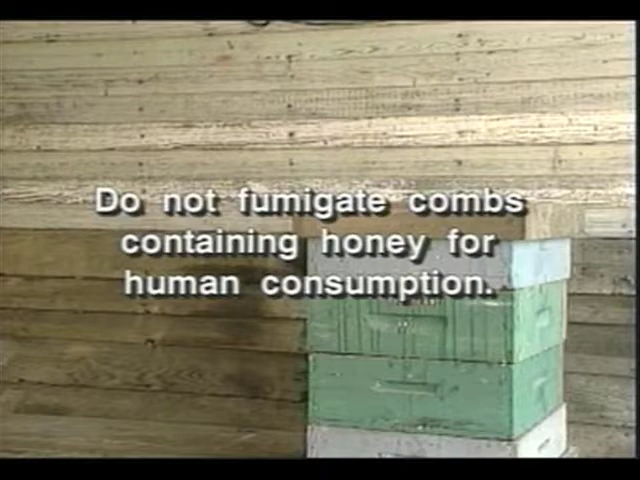 Do not fumigate combs
containing honey for
human consumption.